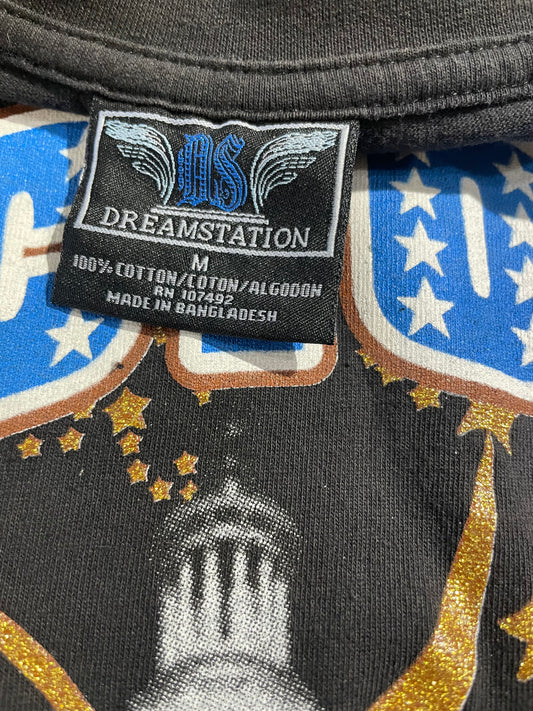 DS
DREAMSTATION
M
100% COTTON/COTON/ALGODON
RN 107492
MADE IN BANGLADESH